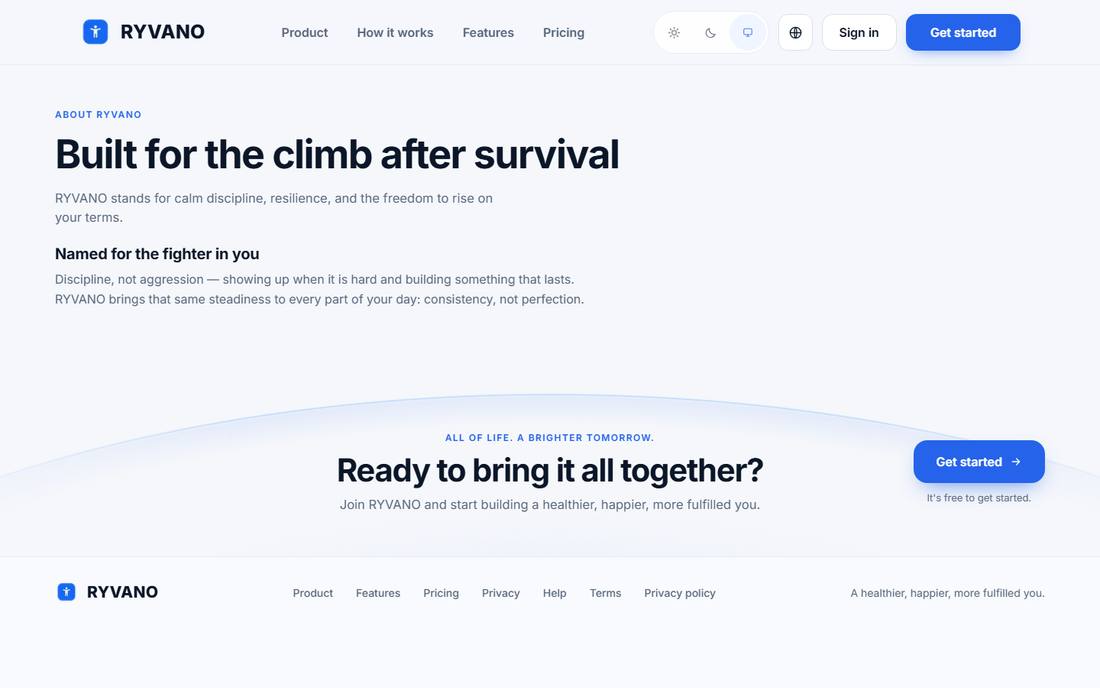 RYVANO
Product
How it works
Features
Pricing
Sign in
Get started
ABOUT RYVANO
Built for the climb after survival
RYVANO stands for calm discipline, resilience, and the freedom to rise on
your terms.
Named for the fighter in you
Discipline, not aggression — showing up when it is hard and building something that lasts.
RYVANO brings that same steadiness to every part of your day: consistency, not perfection.
ALL OF LIFE. A BRIGHTER TOMORROW.
Ready to bring it all together?
Join RYVANO and start building a healthier, happier, more fulfilled you.
Get started →
It's free to get started.
RYVANO
Product
Features
Pricing
Privacy
Help
Terms
Privacy policy
A healthier, happier, more fulfilled you.